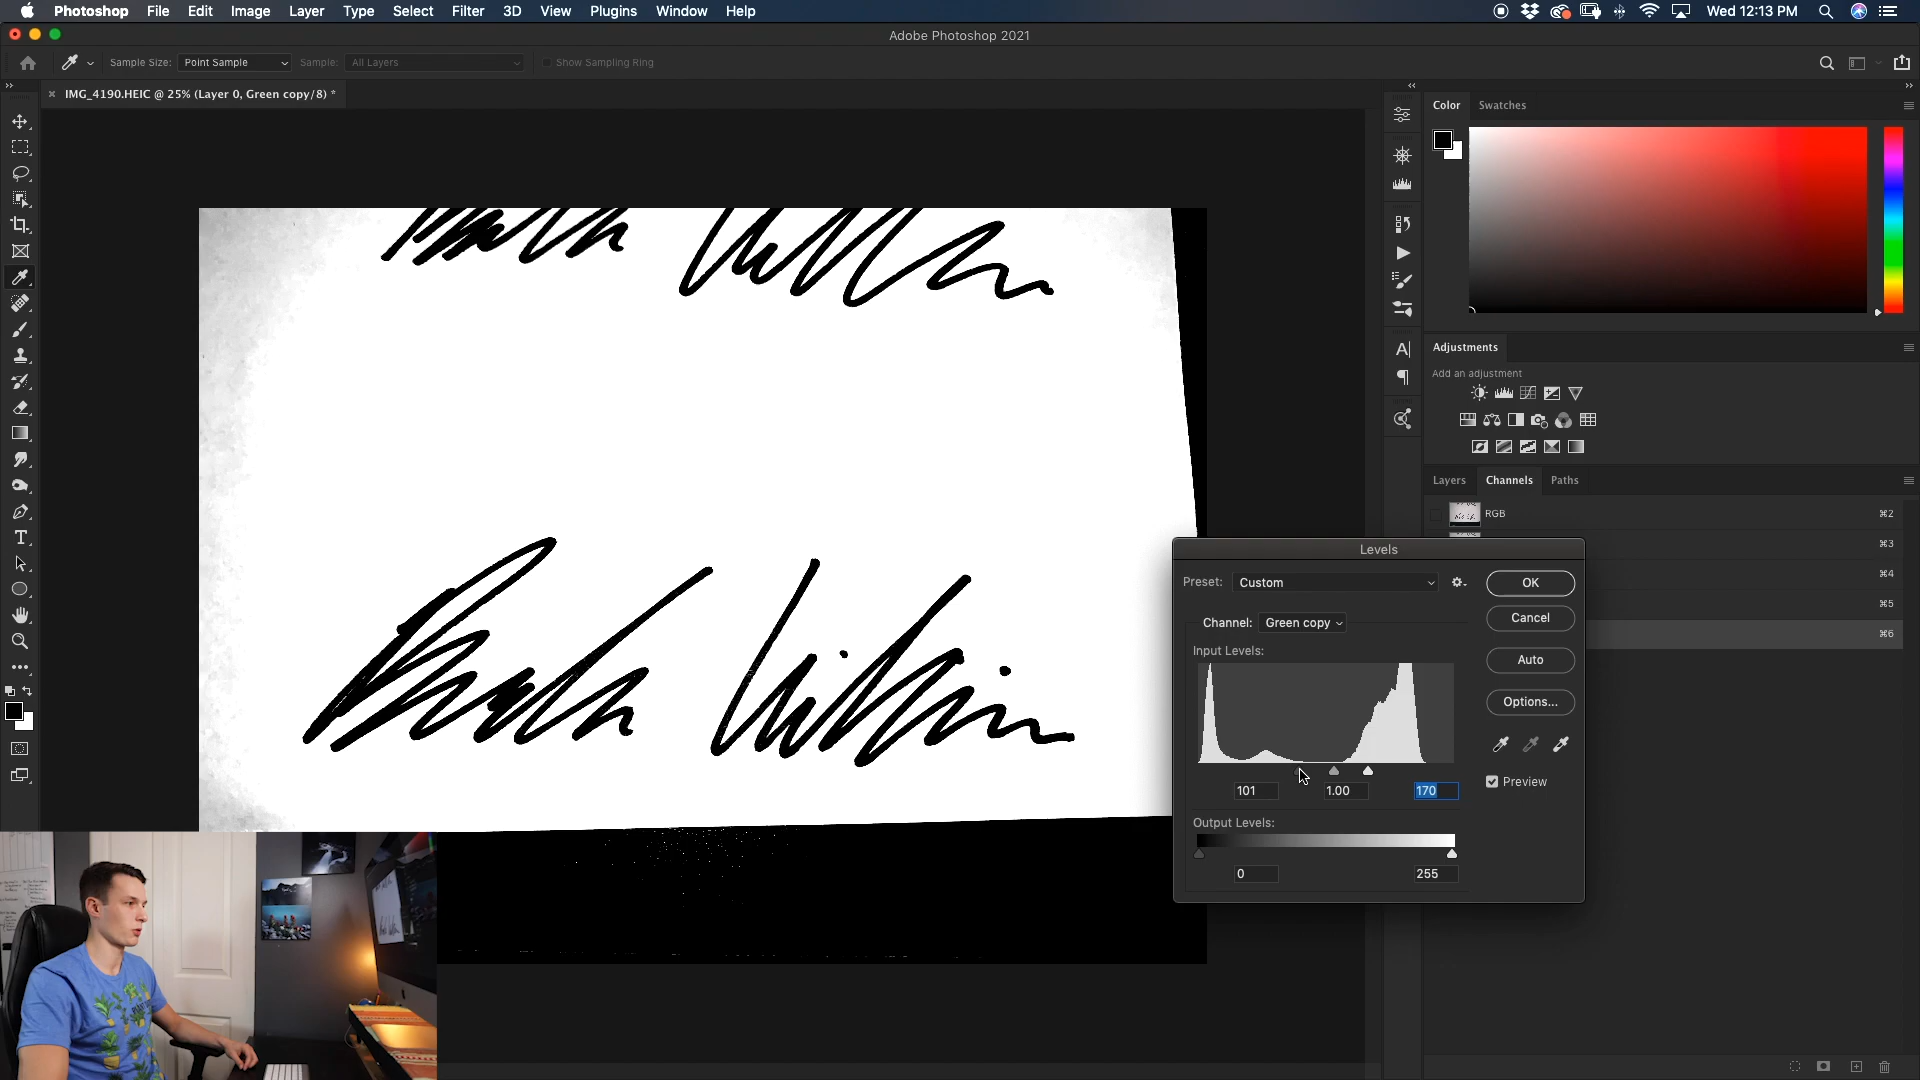 Photoshop File Edit Image Layer Type Select Filter 3D View Plugins Window Help Wed 12:13 PM
Adobe Photoshop 2021
Sample Size: Point Sample Sample: All Layers Show Sampling Ring
IMG_4190.HEIC @ 25% (Layer 0, Green copy/8) *
Color Swatches
Adjustments
Add an adjustment
Layers Channels Paths
RGB ⌘2
⌘3
⌘4
⌘5
⌘6
Levels
Preset: Custom
OK
Channel: Green copy
Cancel
Input Levels:
Auto
Options...
Preview
101 1.00 170
Output Levels:
0 255